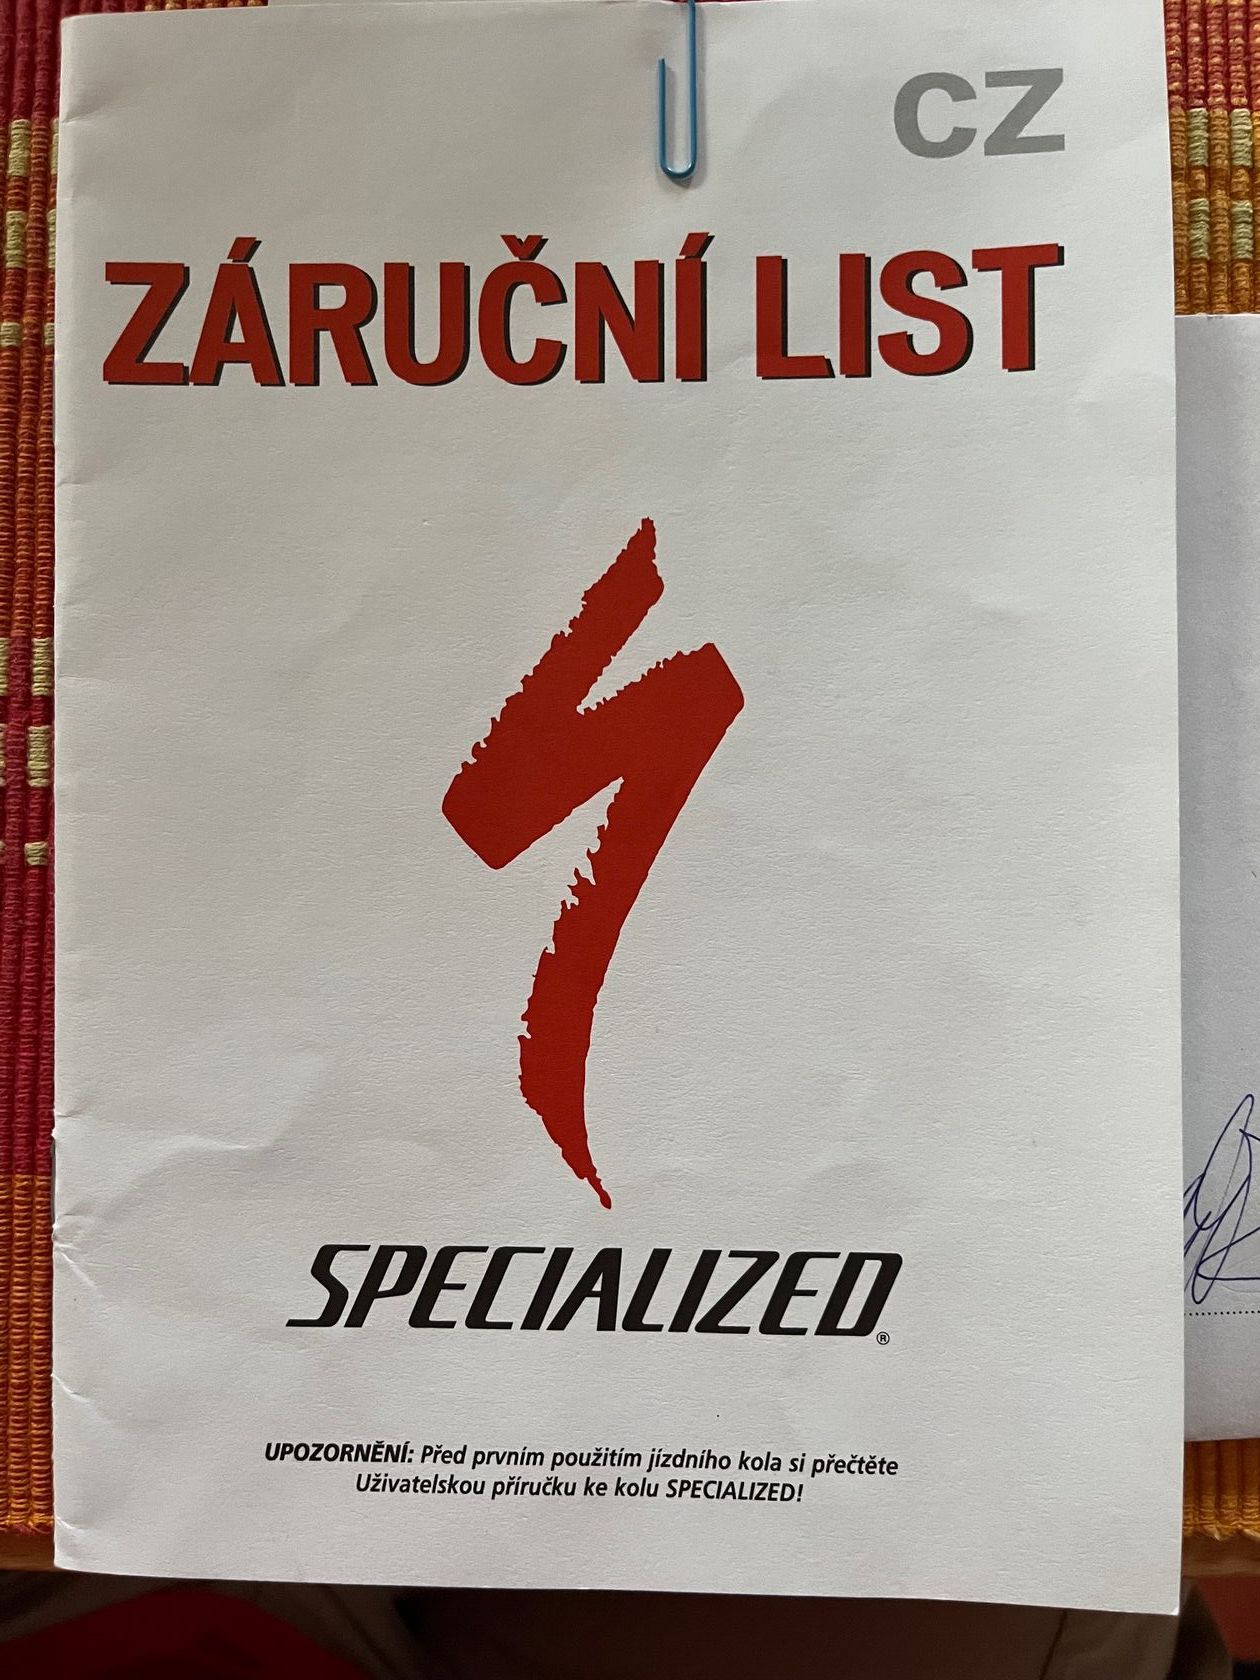 CZ
ZÁRUČNÍ LIST
SPECIALIZED®
UPOZORNĚNÍ: Před prvním použitím jízdního kola si přečtěte
Uživatelskou příručku ke kolu SPECIALIZED!